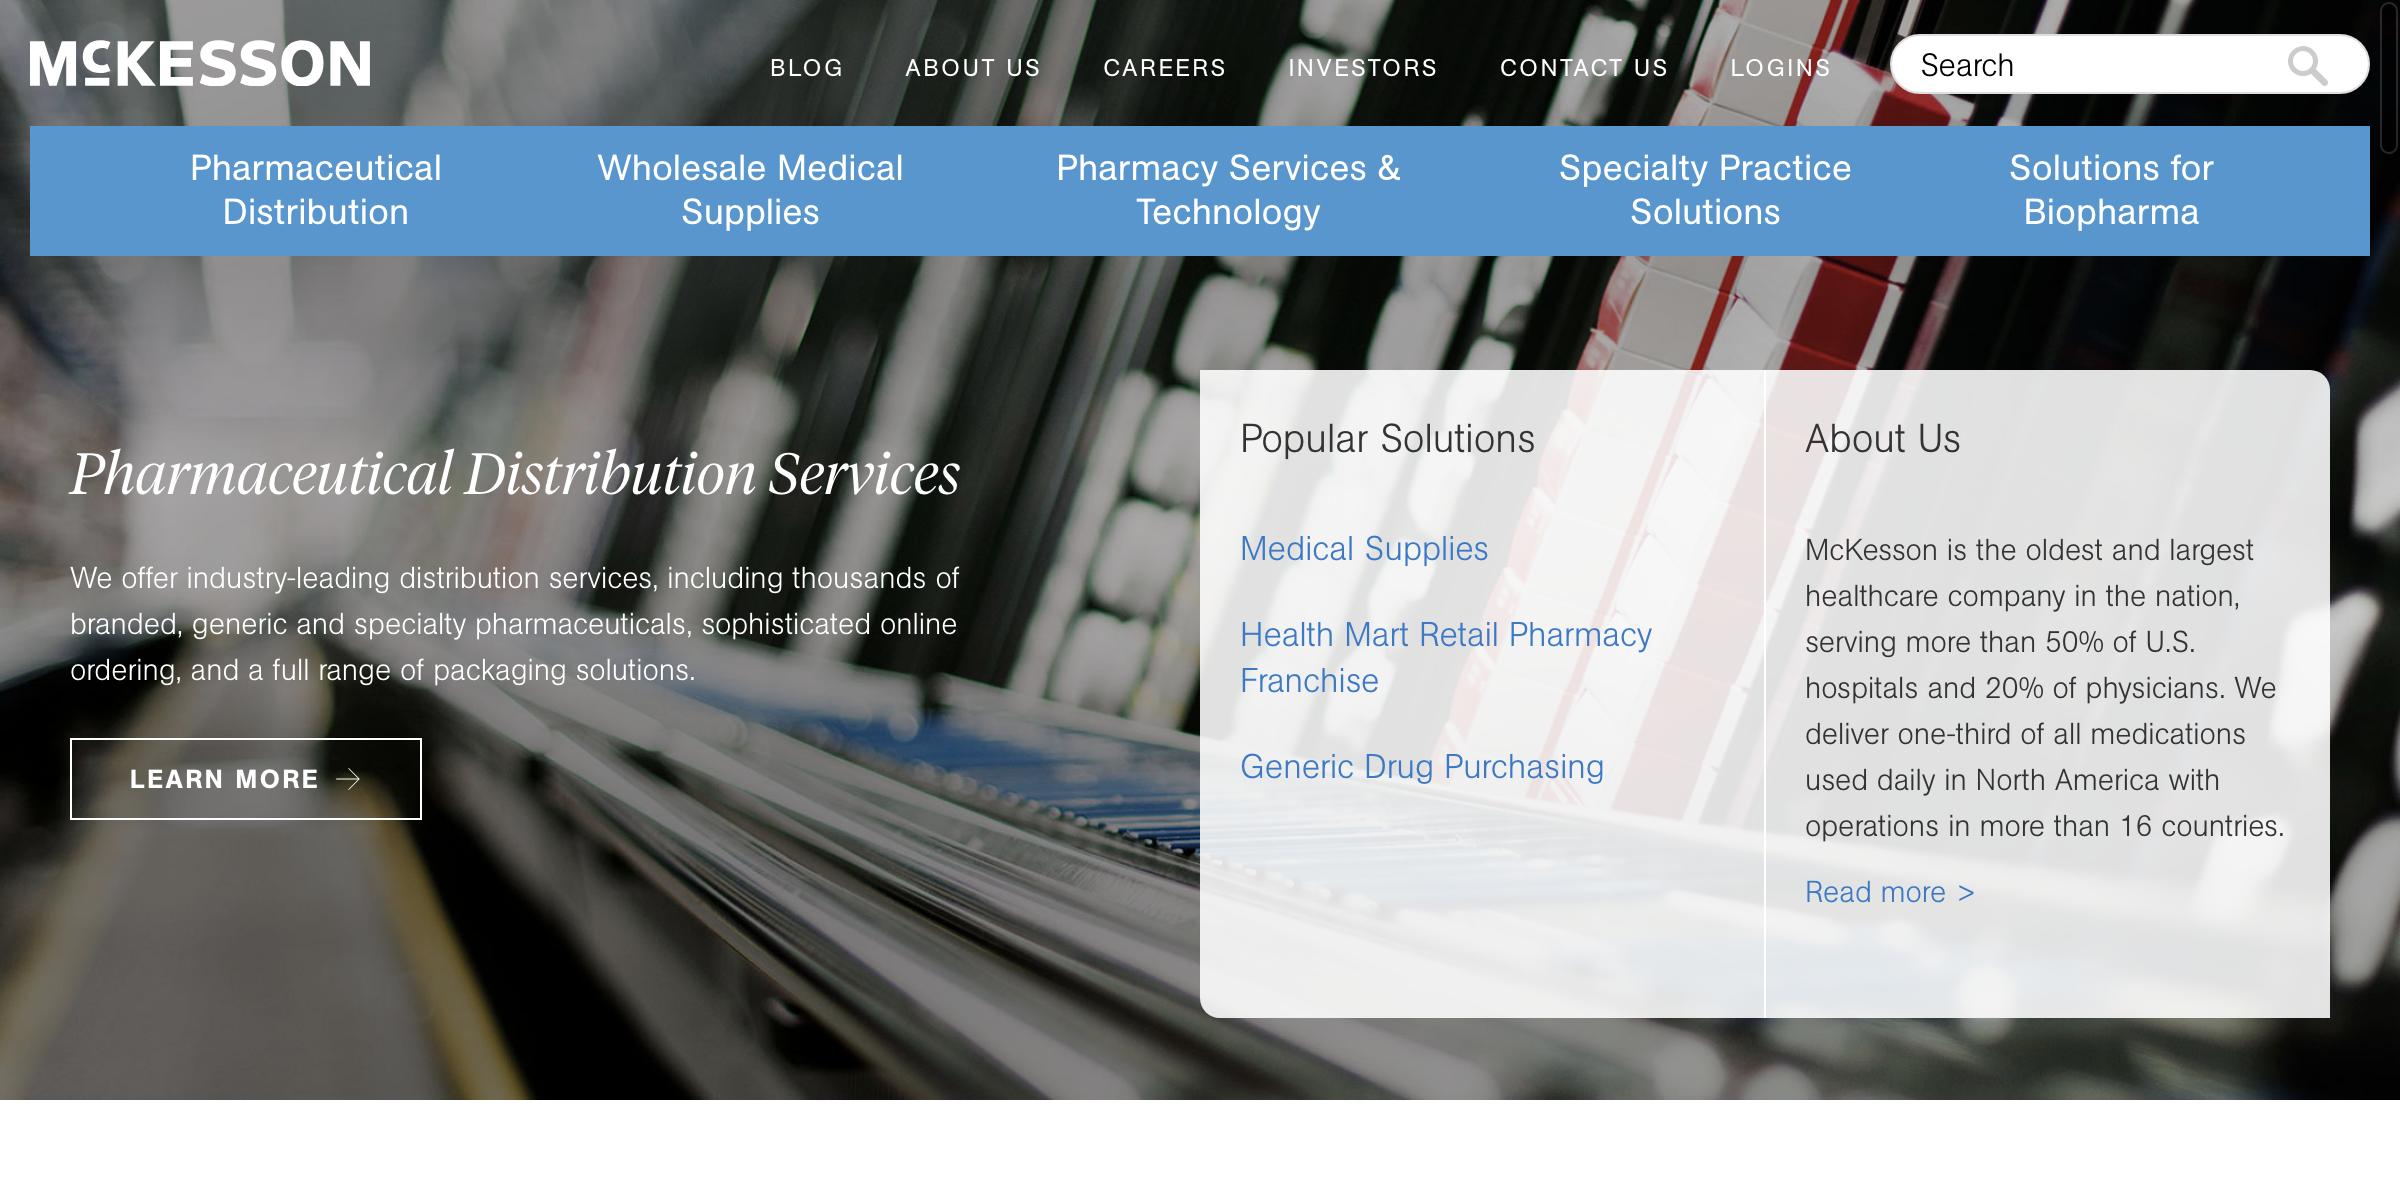 McKESSON
BLOG
ABOUT US
CAREERS
INVESTORS
CONTACT US
LOGINS
Search
Pharmaceutical
Distribution
Wholesale Medical
Supplies
Pharmacy Services &
Technology
Specialty Practice
Solutions
Solutions for
Biopharma
Pharmaceutical Distribution Services
We offer industry-leading distribution services, including thousands of
branded, generic and specialty pharmaceuticals, sophisticated online
ordering, and a full range of packaging solutions.
LEARN MORE →
Popular Solutions
Medical Supplies
Health Mart Retail Pharmacy
Franchise
Generic Drug Purchasing
About Us
McKesson is the oldest and largest
healthcare company in the nation,
serving more than 50% of U.S.
hospitals and 20% of physicians. We
deliver one-third of all medications
used daily in North America with
operations in more than 16 countries.
Read more >